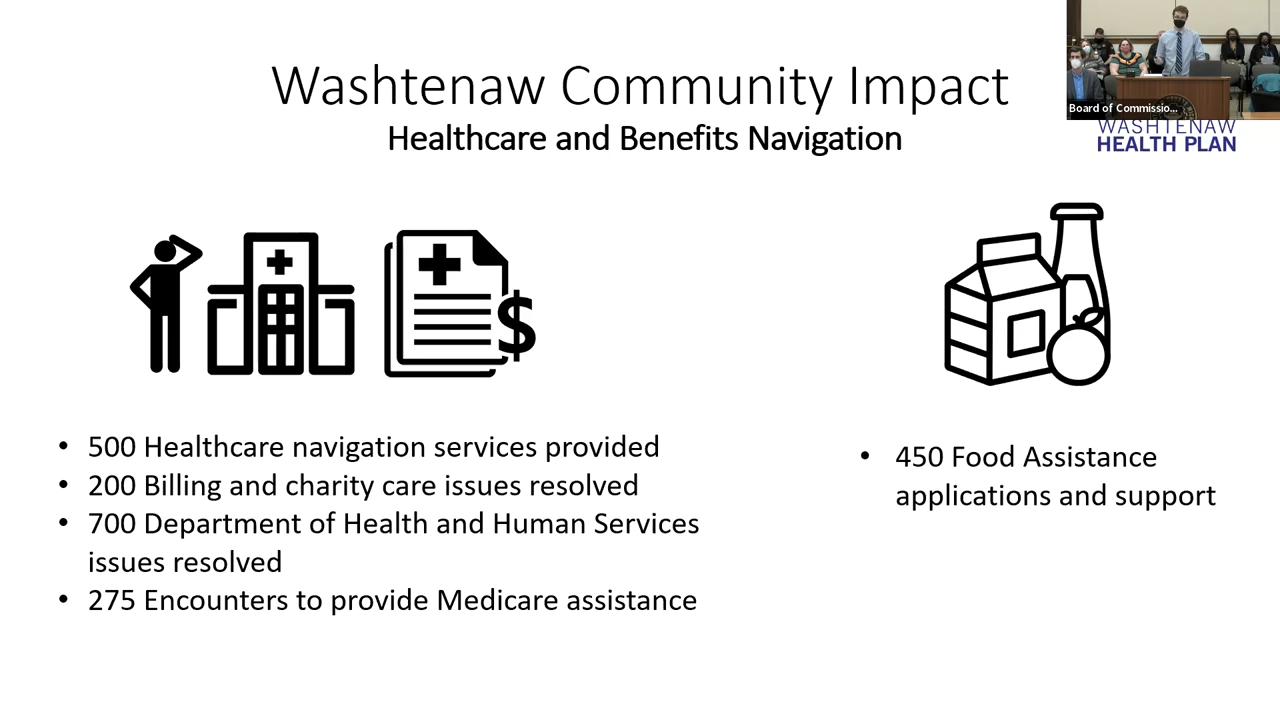 Washtenaw Community Impact
Healthcare and Benefits Navigation
Board of Commissio...
WASHTENAW
HEALTH PLAN
$
• 500 Healthcare navigation services provided
• 200 Billing and charity care issues resolved
• 700 Department of Health and Human Services
issues resolved
• 275 Encounters to provide Medicare assistance
• 450 Food Assistance
applications and support